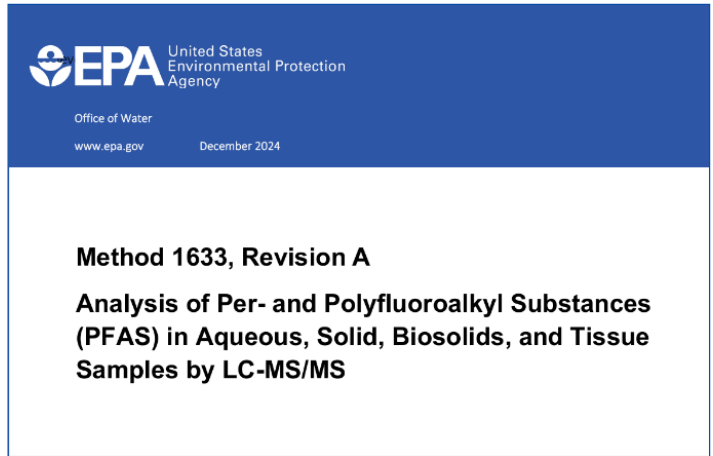 EPA
United States
Environmental Protection
Agency
Office of Water
www.epa.gov December 2024
Method 1633, Revision A
Analysis of Per- and Polyfluoroalkyl Substances
(PFAS) in Aqueous, Solid, Biosolids, and Tissue
Samples by LC-MS/MS